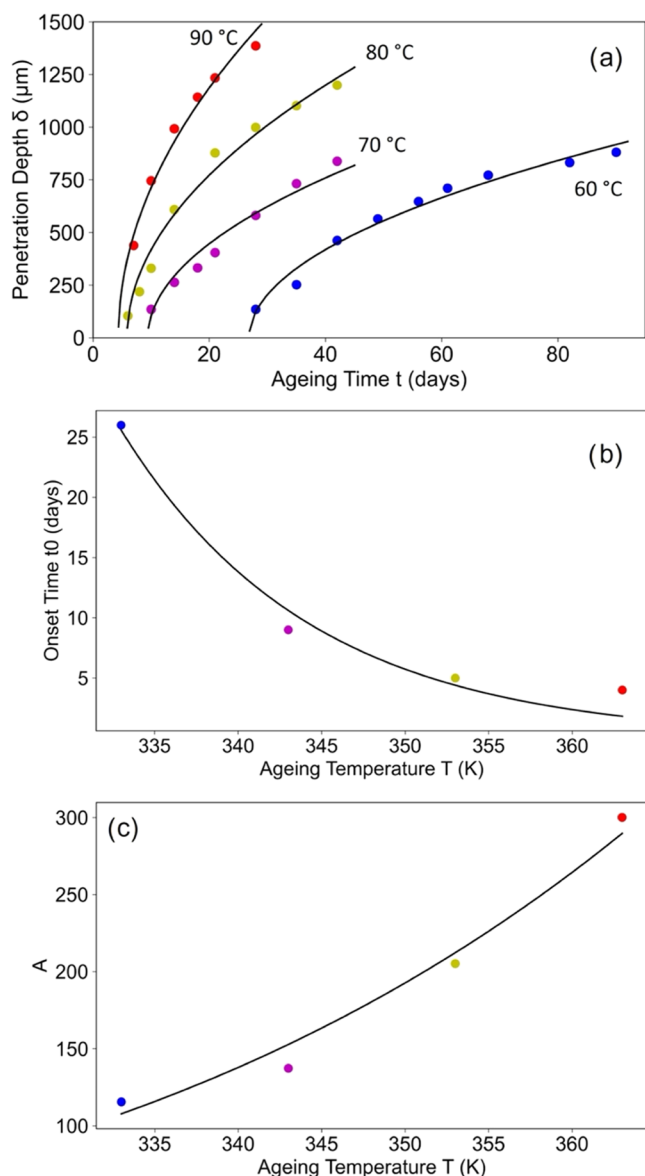 1500
1250
1000
750
500
250
0
Penetration Depth δ (µm)
90 °C
80 °C
70 °C
60 °C
(a)
0 20 40 60 80
Ageing Time t (days)
25
20
15
10
5
Onset Time t0 (days)
(b)
335 340 345 350 355 360
Ageing Temperature T (K)
300
250
200
150
100
A
(c)
335 340 345 350 355 360
Ageing Temperature T (K)